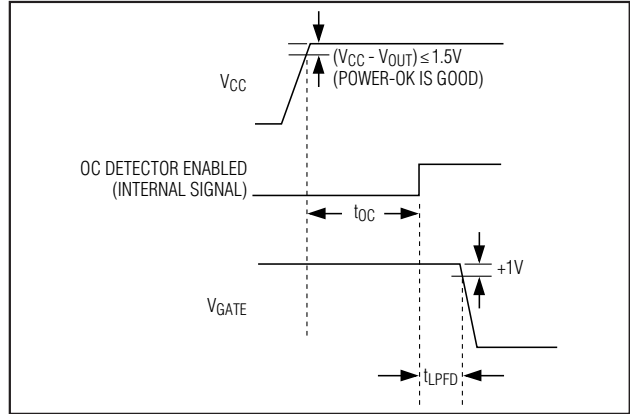 (VCC - VOUT) ≤ 1.5V
(POWER-OK IS GOOD)
VCC
OC DETECTOR ENABLED
(INTERNAL SIGNAL)
tOC
+1V
VGATE
tLPFD